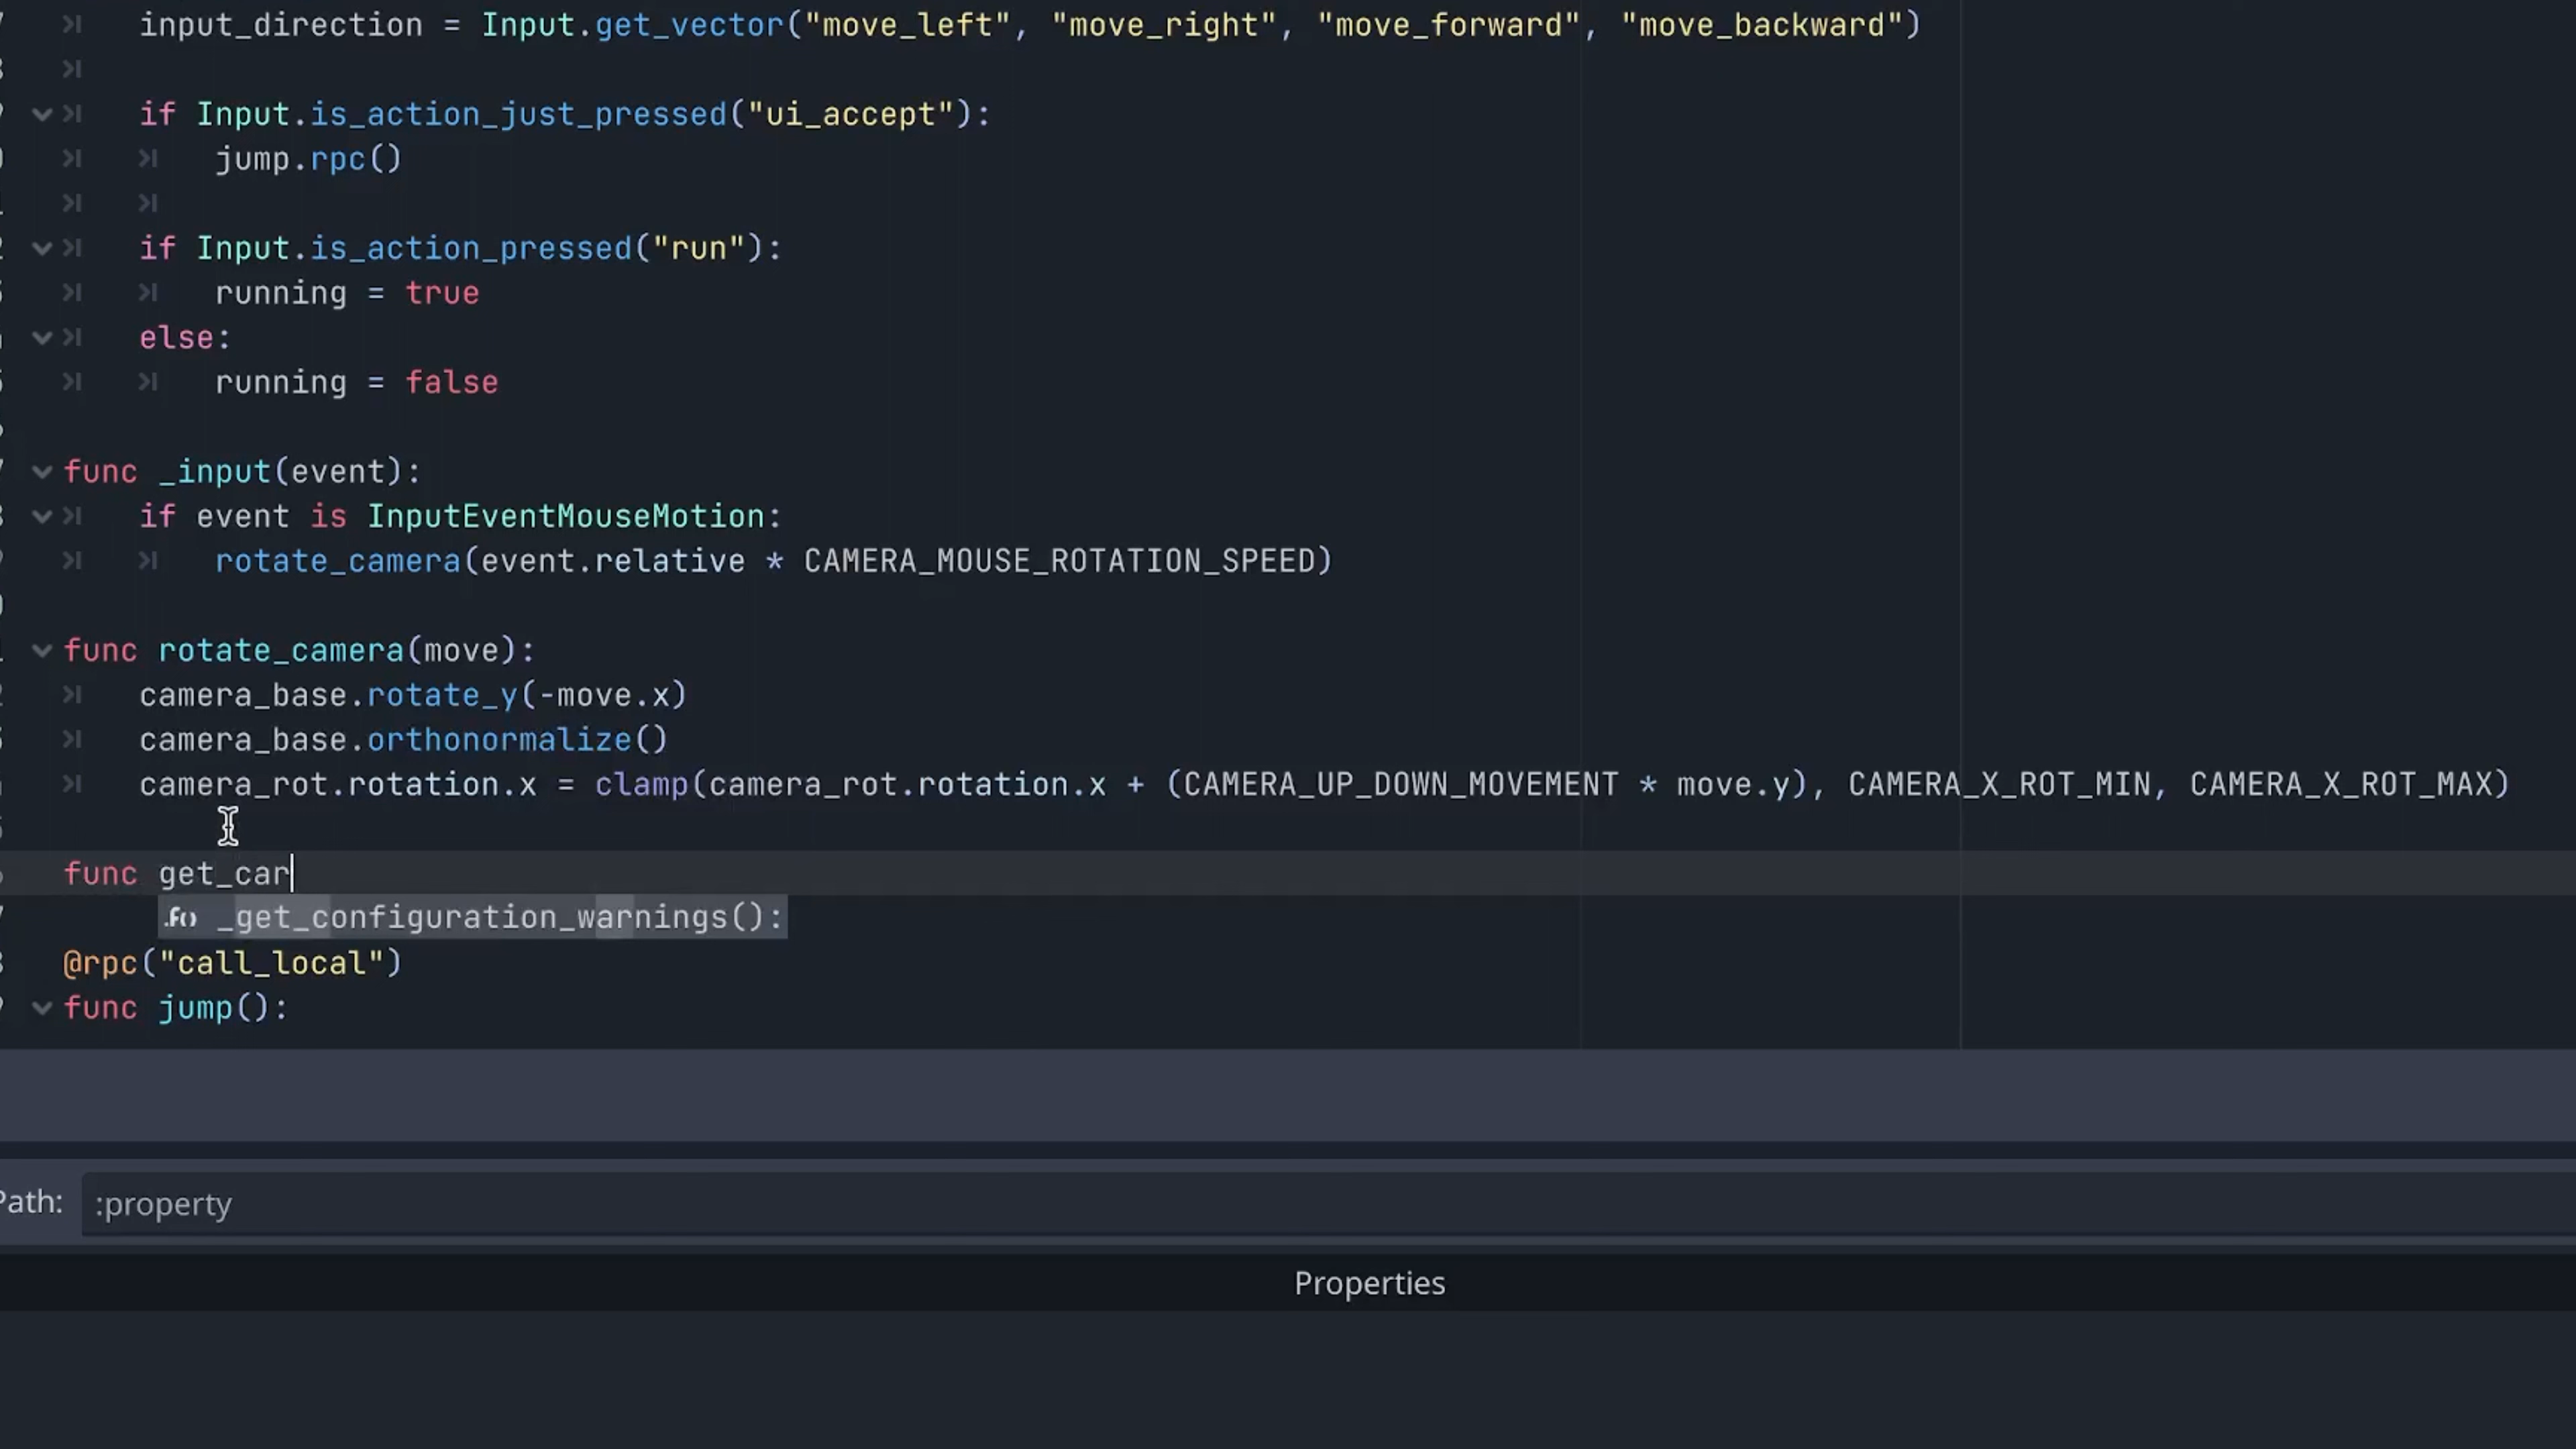 input_direction = Input.get_vector("move_left", "move_right", "move_forward", "move_backward")
if Input.is_action_just_pressed("ui_accept"):
jump.rpc()
if Input.is_action_pressed("run"):
running = true
else:
running = false
func _input(event):
if event is InputEventMouseMotion:
rotate_camera(event.relative * CAMERA_MOUSE_ROTATION_SPEED)
func rotate_camera(move):
camera_base.rotate_y(-move.x)
camera_base.orthonormalize()
camera_rot.rotation.x = clamp(camera_rot.rotation.x + (CAMERA_UP_DOWN_MOVEMENT * move.y), CAMERA_X_ROT_MIN, CAMERA_X_ROT_MAX)
func get_car
_get_configuration_warnings():
@rpc("call_local")
func jump():
Path: :property
Properties